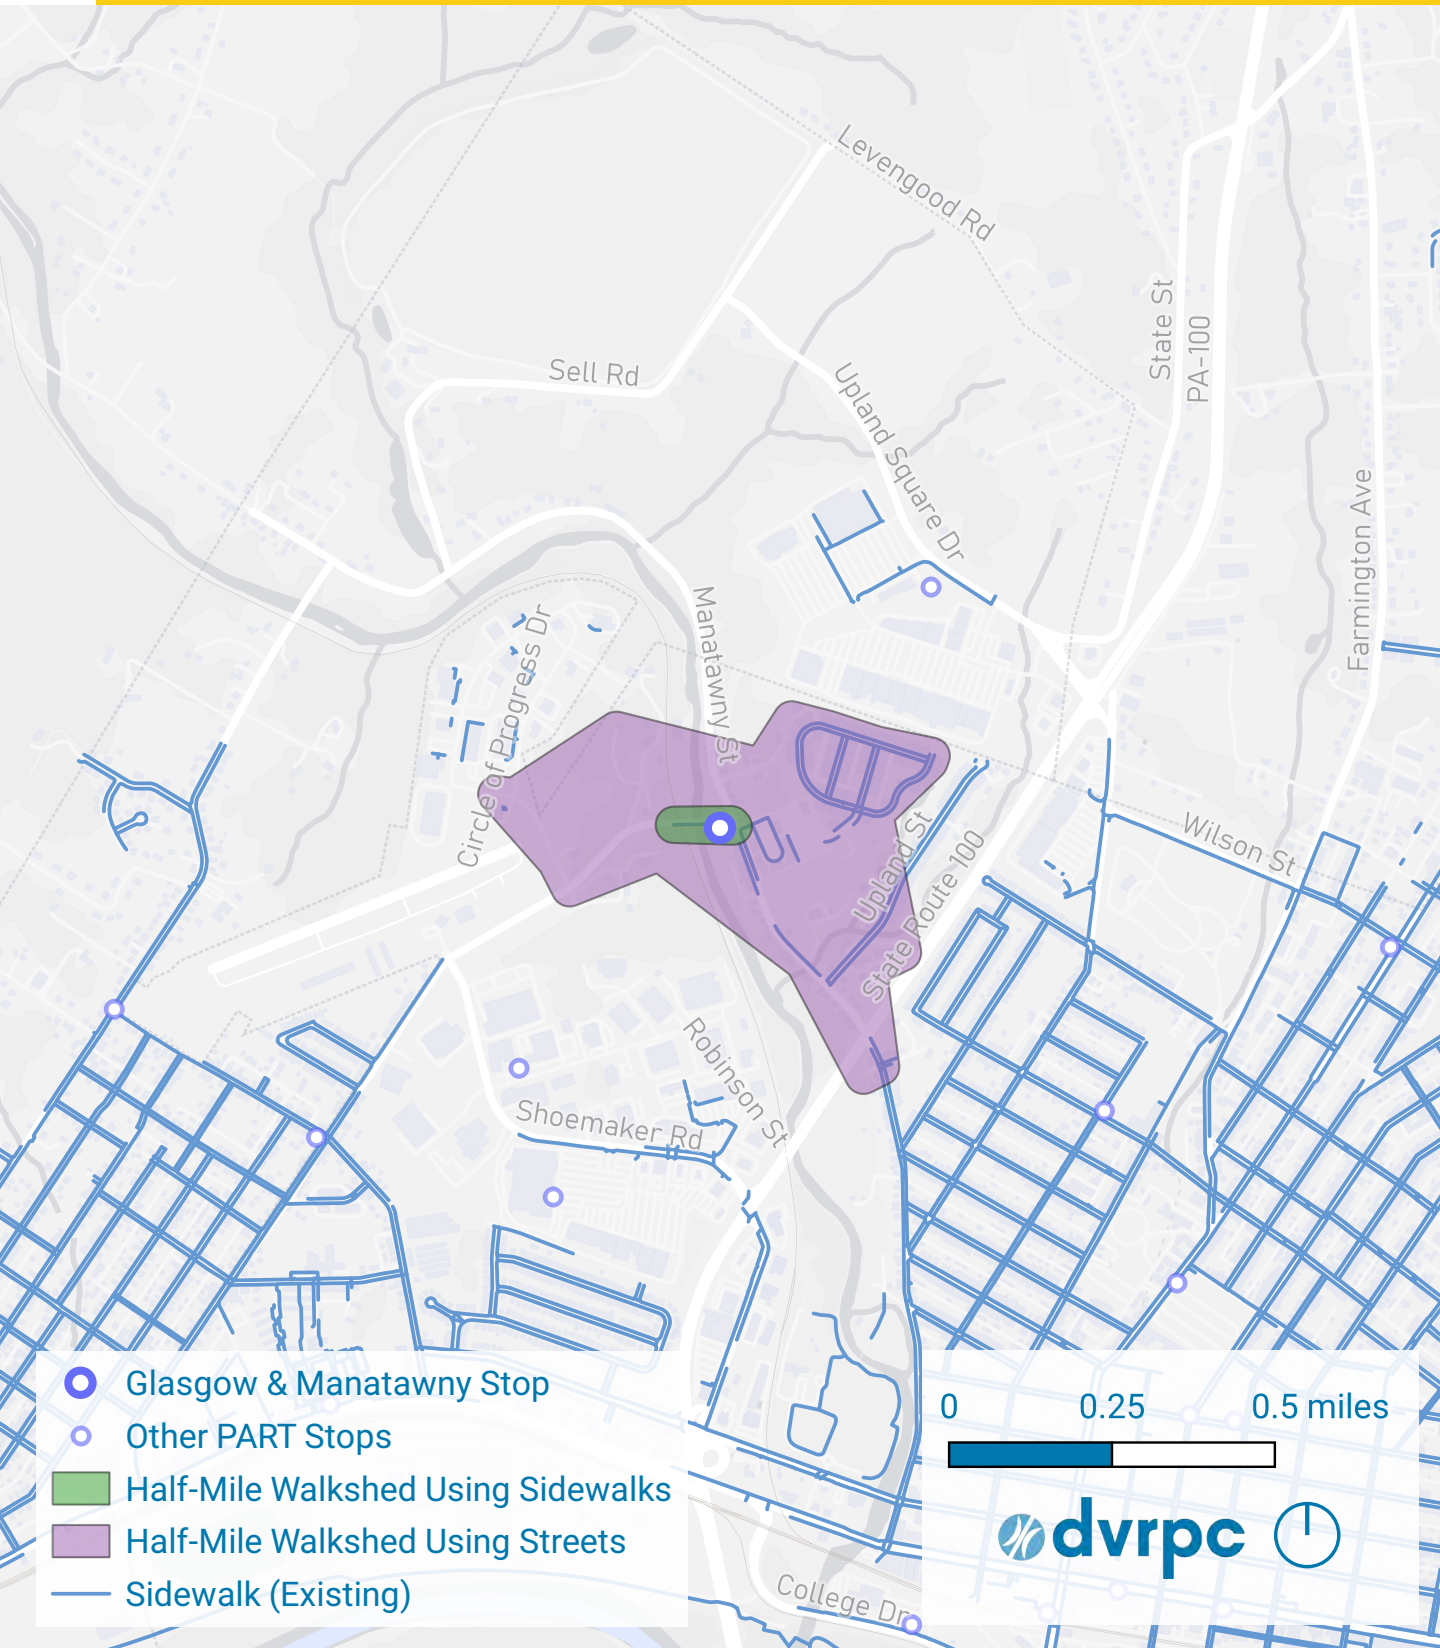 Levengood Rd
State St
PA-100
Sell Rd
Upland Square Dr
Farmington Ave
Manatawny St
Circle of Progress Dr
Wilson St
Upland St
State Route 100
Robinson St
Shoemaker Rd
College Dr
Glasgow & Manatawny Stop
Other PART Stops
Half-Mile Walkshed Using Sidewalks
Half-Mile Walkshed Using Streets
Sidewalk (Existing)
0 0.25 0.5 miles
dvrpc